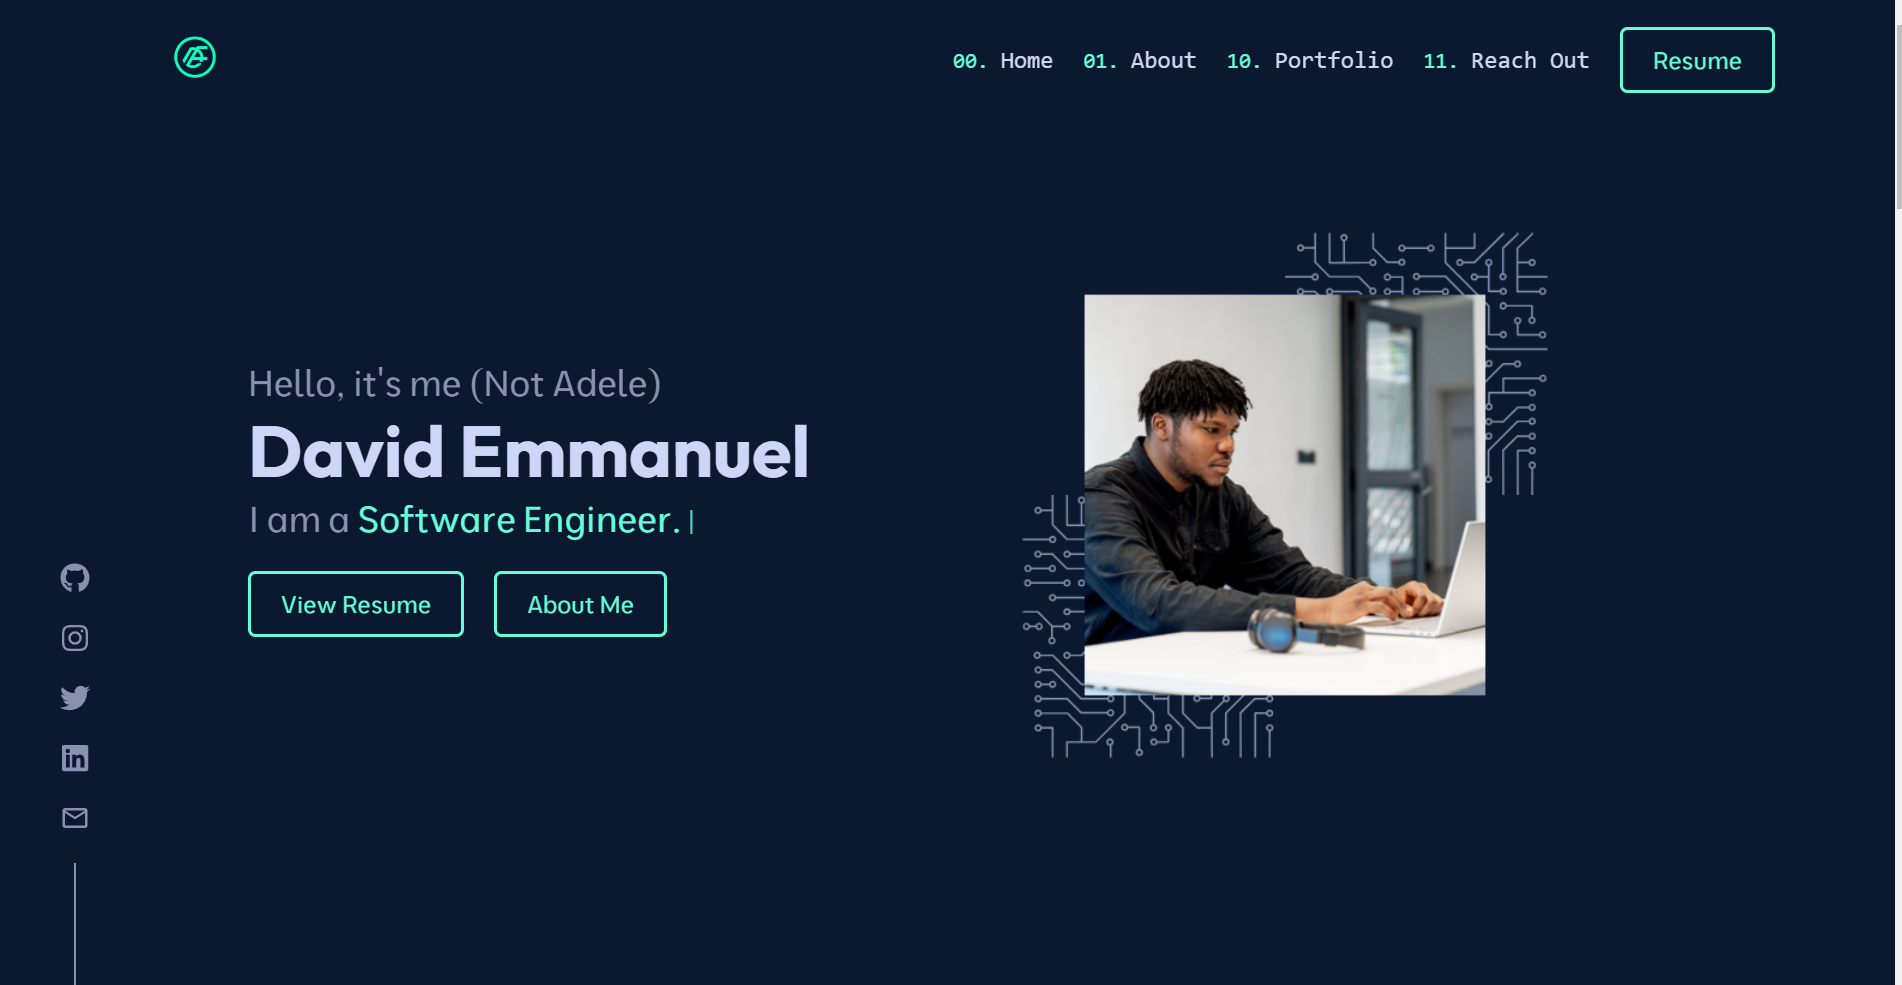 00. Home 01. About 10. Portfolio 11. Reach Out Resume
Hello, it's me (Not Adele)
David Emmanuel
I am a Software Engineer. |
View Resume About Me